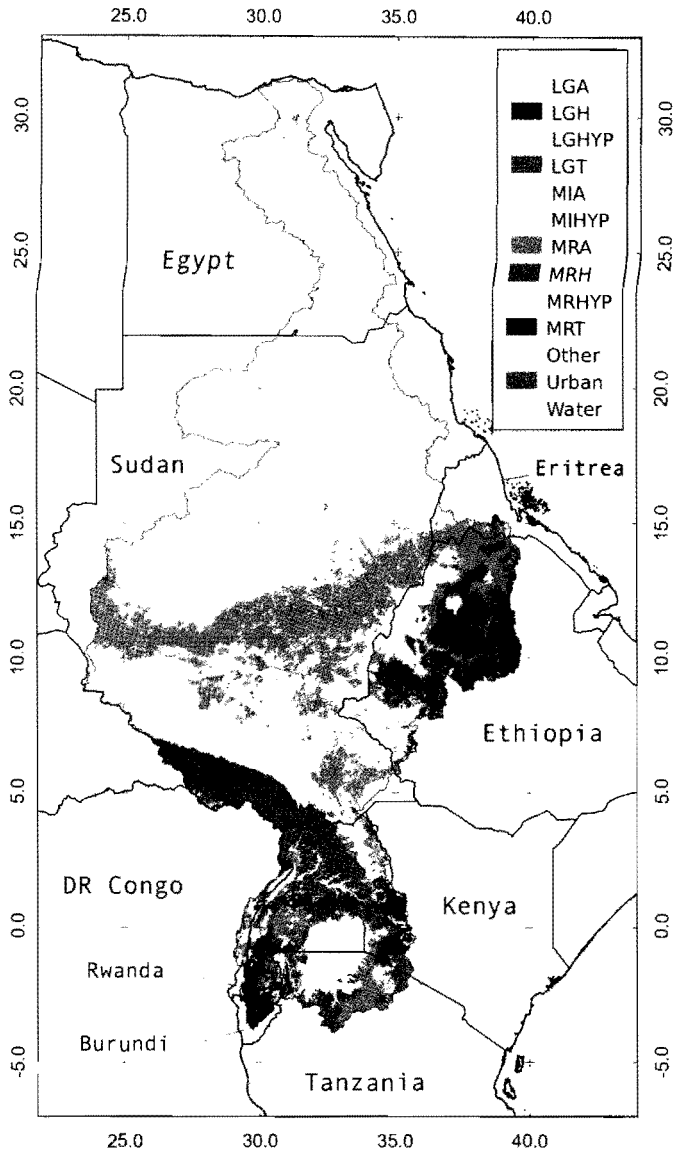 25.0 30.0 35.0 40.0
LGA
LGH
LGHYP
LGT
MIA
MIHYP
MRA
MRH
MRHYP
MRT
Other
Urban
Water
30.0 30.0
25.0 25.0
20.0 20.0
15.0 15.0
10.0 10.0
5.0 5.0
0.0 0.0
-5.0 -5.0
Egypt
Sudan
Eritrea
Ethiopia
DR Congo
Kenya
Rwanda
Burundi
Tanzania
25.0 30.0 35.0 40.0